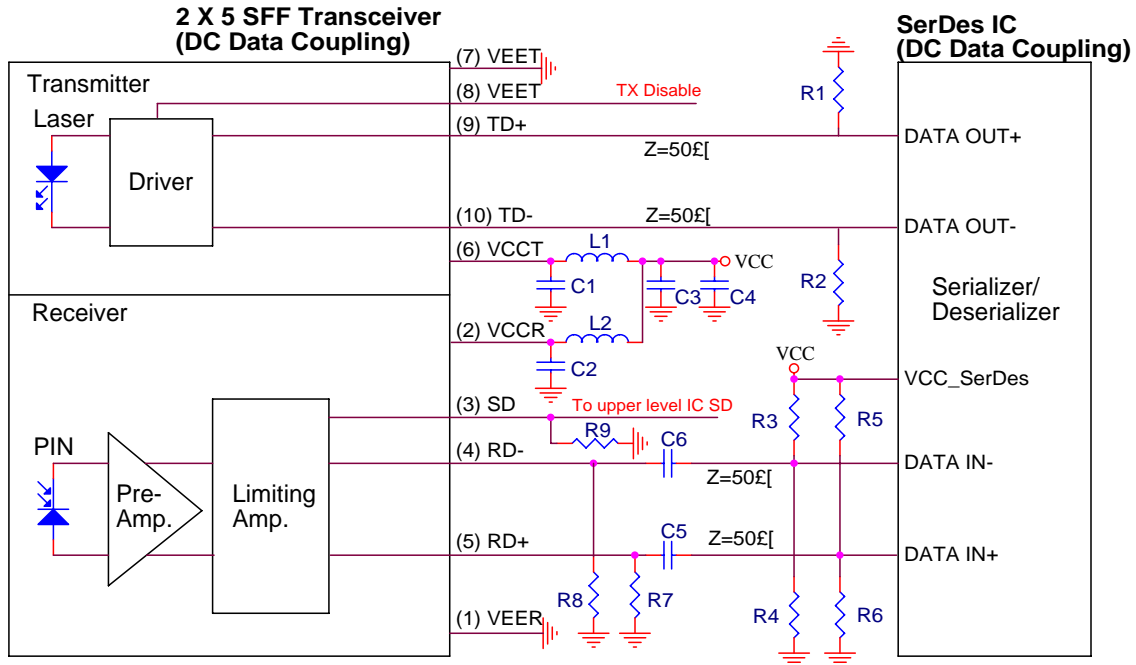 2 X 5 SFF Transceiver
(DC Data Coupling)
SerDes IC
(DC Data Coupling)
(7) VEET
Transmitter
(8) VEET
TX Disable
R1
Laser
(9) TD+
DATA OUT+
Z=50£[
Driver
(10) TD-
Z=50£[
DATA OUT-
(6) VCCT
L1
VCC
C1
C3
C4
R2
Serializer/
Deserializer
Receiver
(2) VCCR
L2
C2
VCC
VCC_SerDes
(3) SD
To upper level IC SD
R3
R5
R9
C6
PIN
(4) RD-
Z=50£[
DATA IN-
Pre-
Amp.
Limiting
Amp.
(5) RD+
C5
Z=50£[
DATA IN+
R8
R7
R4
R6
(1) VEER